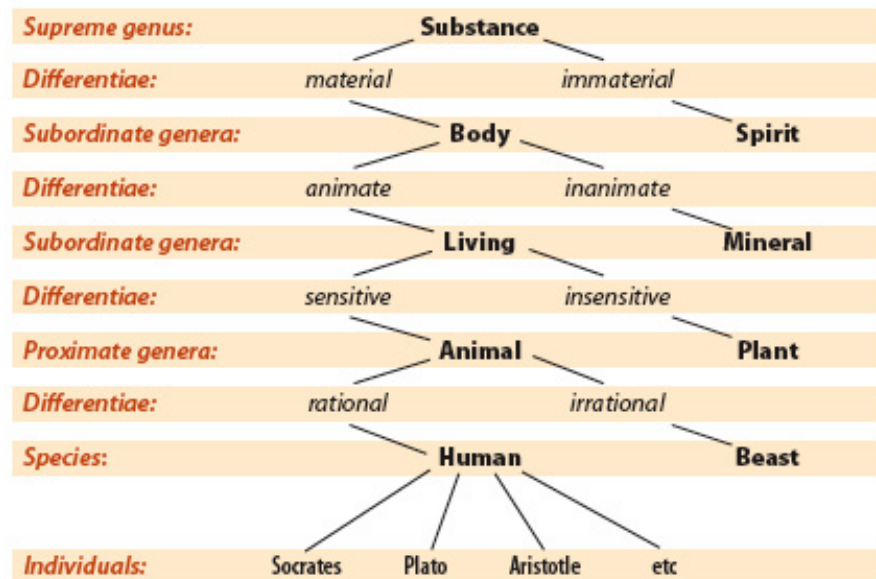 Supreme genus: Substance
Differentiae: material immaterial
Subordinate genera: Body Spirit
Differentiae: animate inanimate
Subordinate genera: Living Mineral
Differentiae: sensitive insensitive
Proximate genera: Animal Plant
Differentiae: rational irrational
Species: Human Beast
Individuals: Socrates Plato Aristotle etc